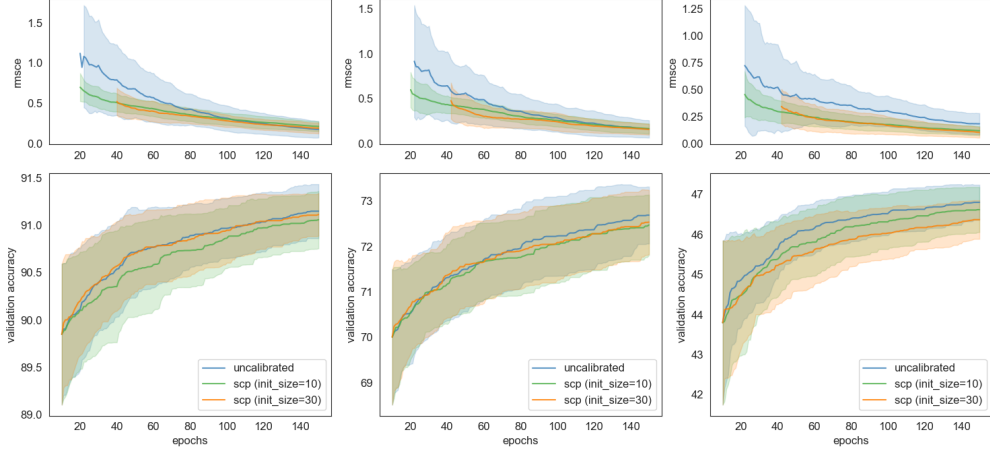 1.5
1.0
0.5
0.0
rmsce
20 40 60 80 100 120 140
1.5
1.0
0.5
0.0
rmsce
20 40 60 80 100 120 140
1.25
1.00
0.75
0.50
0.25
0.00
rmsce
20 40 60 80 100 120 140
91.5
91.0
90.5
90.0
89.5
89.0
validation accuracy
uncalibrated
scp (init_size=10)
scp (init_size=30)
20 40 60 80 100 120 140
epochs
73
72
71
70
69
validation accuracy
uncalibrated
scp (init_size=10)
scp (init_size=30)
20 40 60 80 100 120 140
epochs
47
46
45
44
43
42
validation accuracy
uncalibrated
scp (init_size=10)
scp (init_size=30)
20 40 60 80 100 120 140
epochs